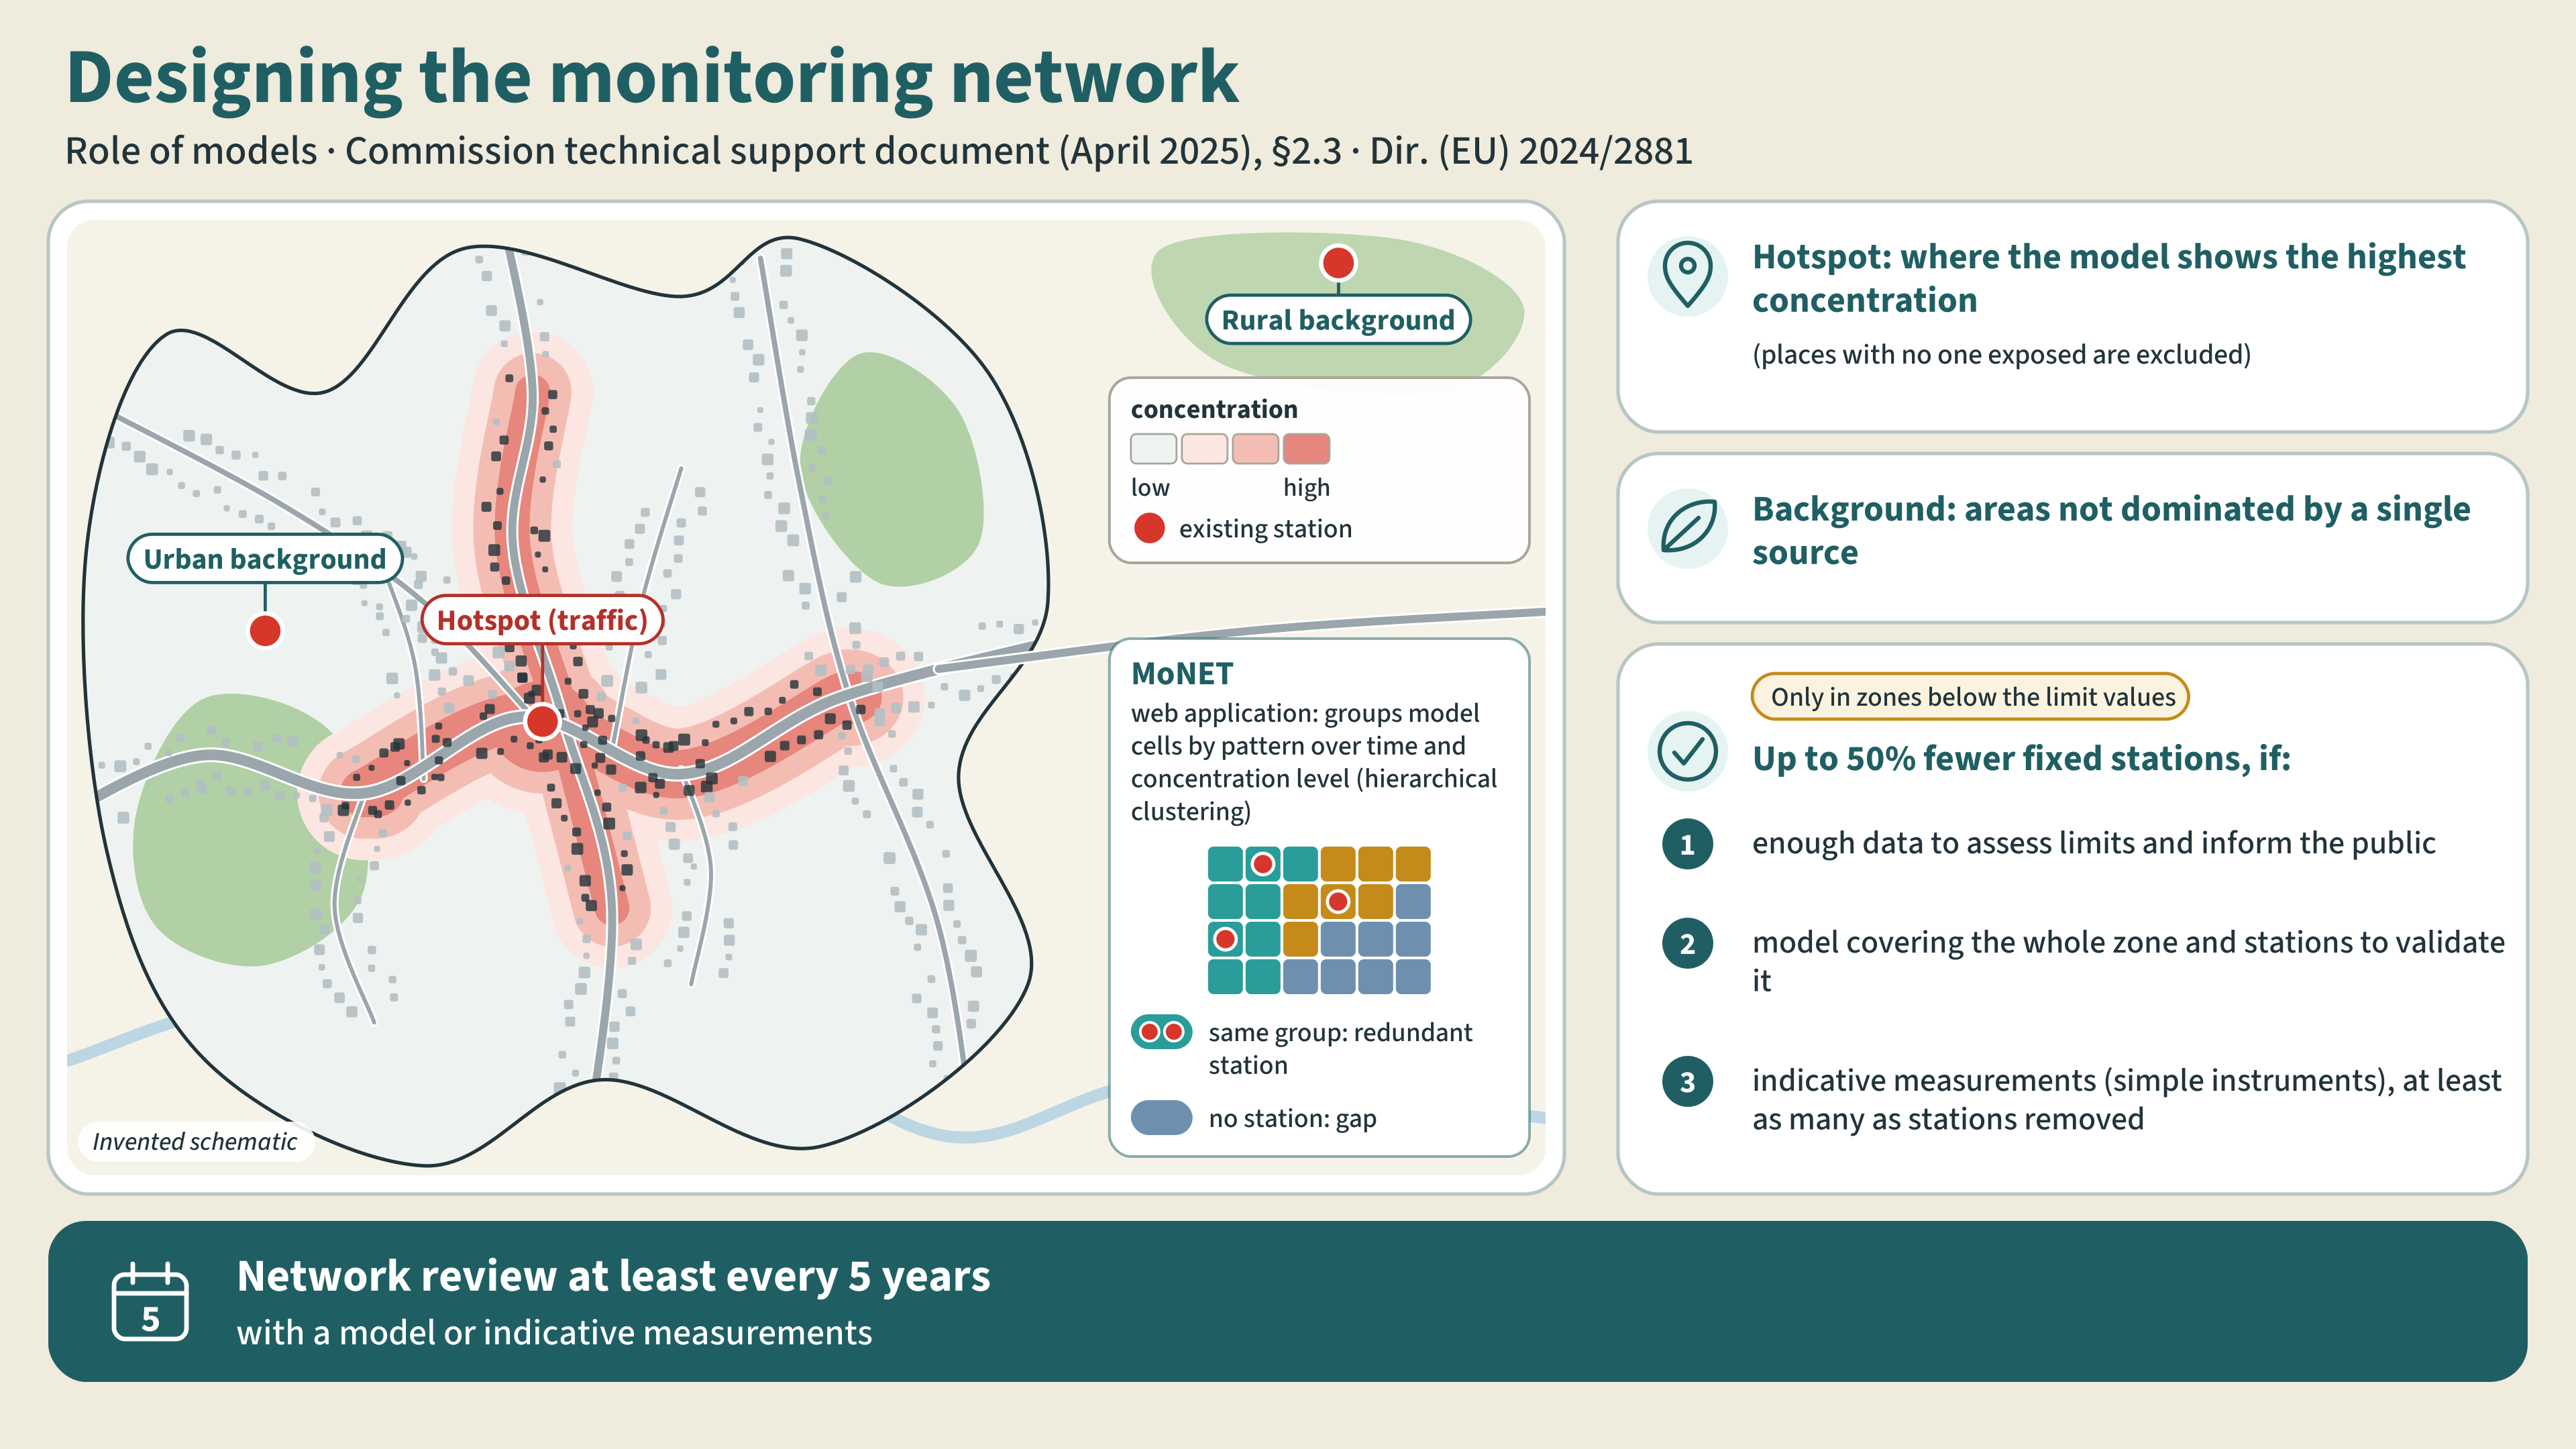 Designing the monitoring network
Role of models · Commission technical support document (April 2025), §2.3 · Dir. (EU) 2024/2881
Rural background
concentration
low high
existing station
Urban background
Hotspot (traffic)
MoNET
web application: groups model
cells by pattern over time and
concentration level (hierarchical
clustering)
same group: redundant
station
no station: gap
Invented schematic
Hotspot: where the model shows the highest
concentration
(places with no one exposed are excluded)
Background: areas not dominated by a single
source
Only in zones below the limit values
Up to 50% fewer fixed stations, if:
1 enough data to assess limits and inform the public
2 model covering the whole zone and stations to validate
it
3 indicative measurements (simple instruments), at least
as many as stations removed
5
Network review at least every 5 years
with a model or indicative measurements